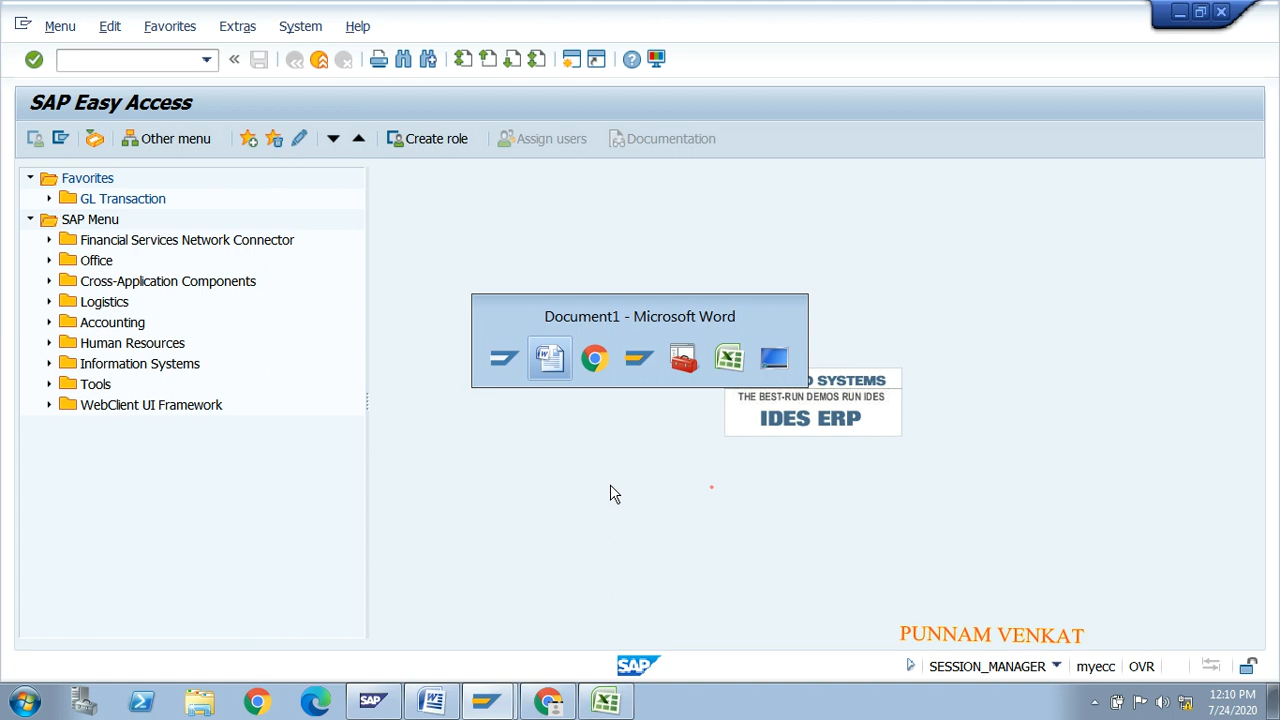 Menu Edit Favorites Extras System Help
SAP Easy Access
Other menu Create role Assign users Documentation
Favorites
GL Transaction
SAP Menu
Financial Services Network Connector
Office
Cross-Application Components
Logistics
Accounting
Human Resources
Information Systems
Tools
WebClient UI Framework
Document1 - Microsoft Word
SYSTEMS
THE BEST-RUN DEMOS RUN IDES
IDES ERP
PUNNAM VENKAT
SAP SESSION_MANAGER myecc OVR
SAP
12:10 PM
7/24/2020